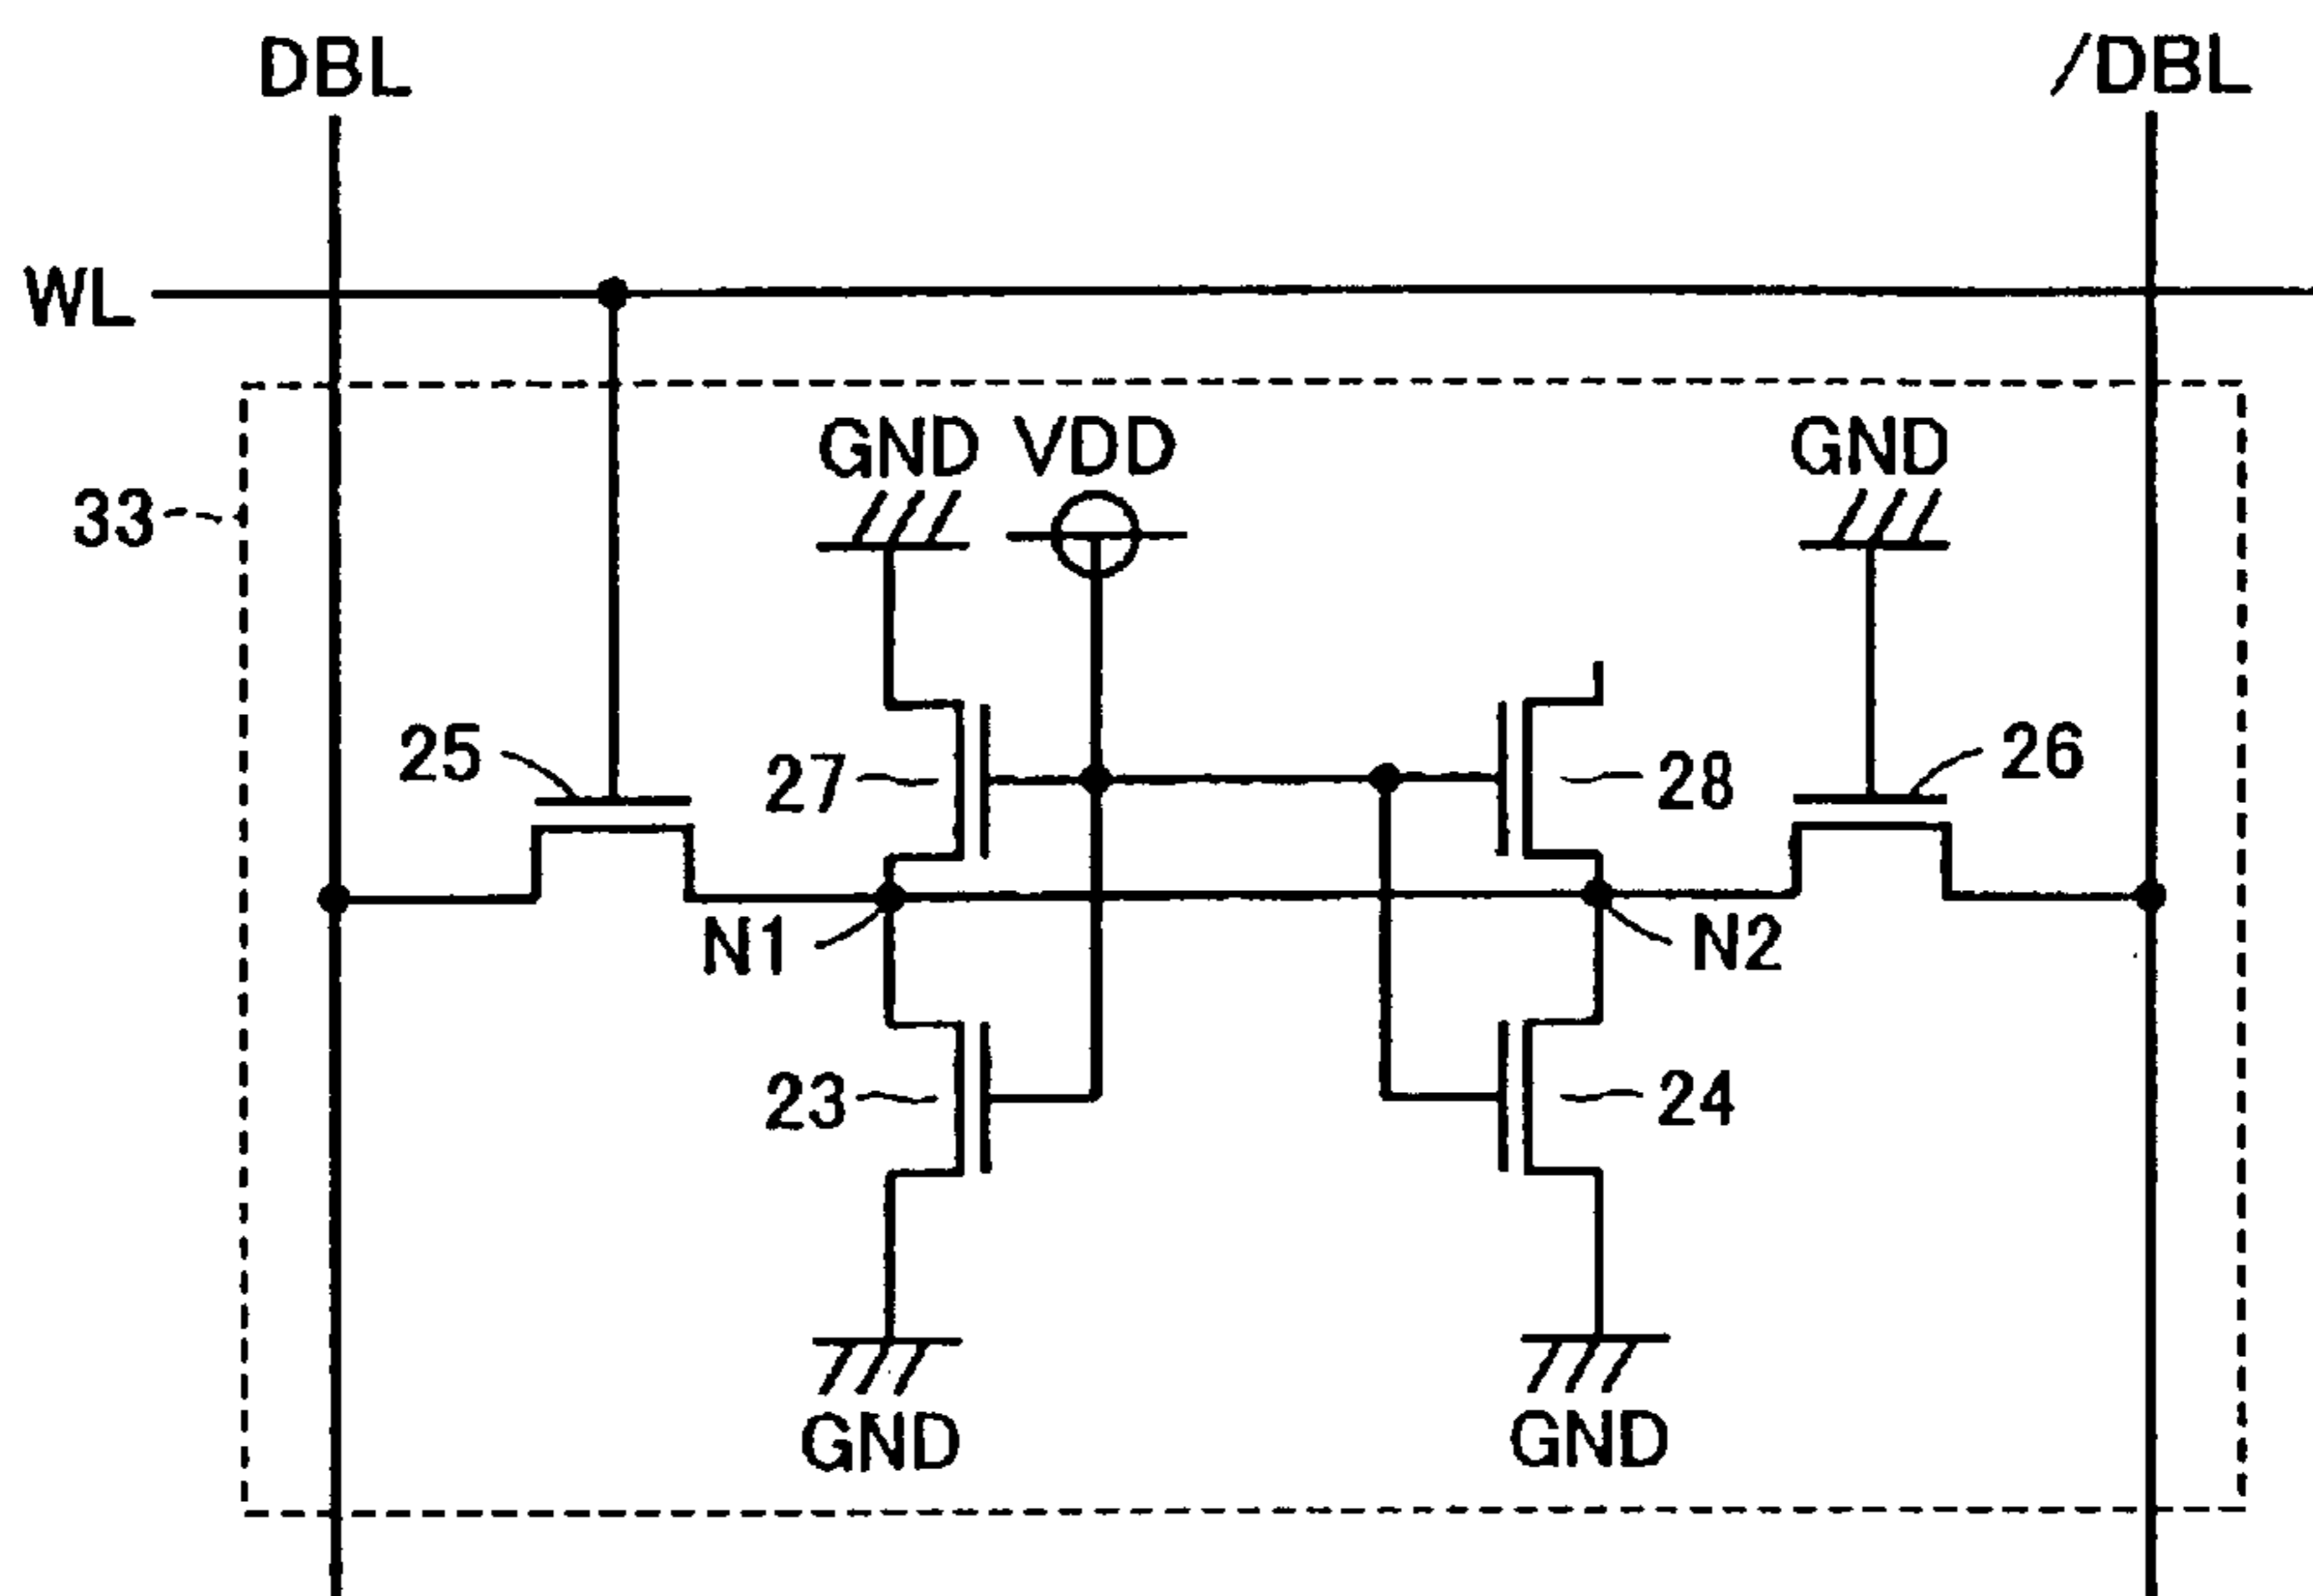 DBL /DBL
WL
GND VDD GND
33
25 27 28 26
N1 N2
23 24
GND GND